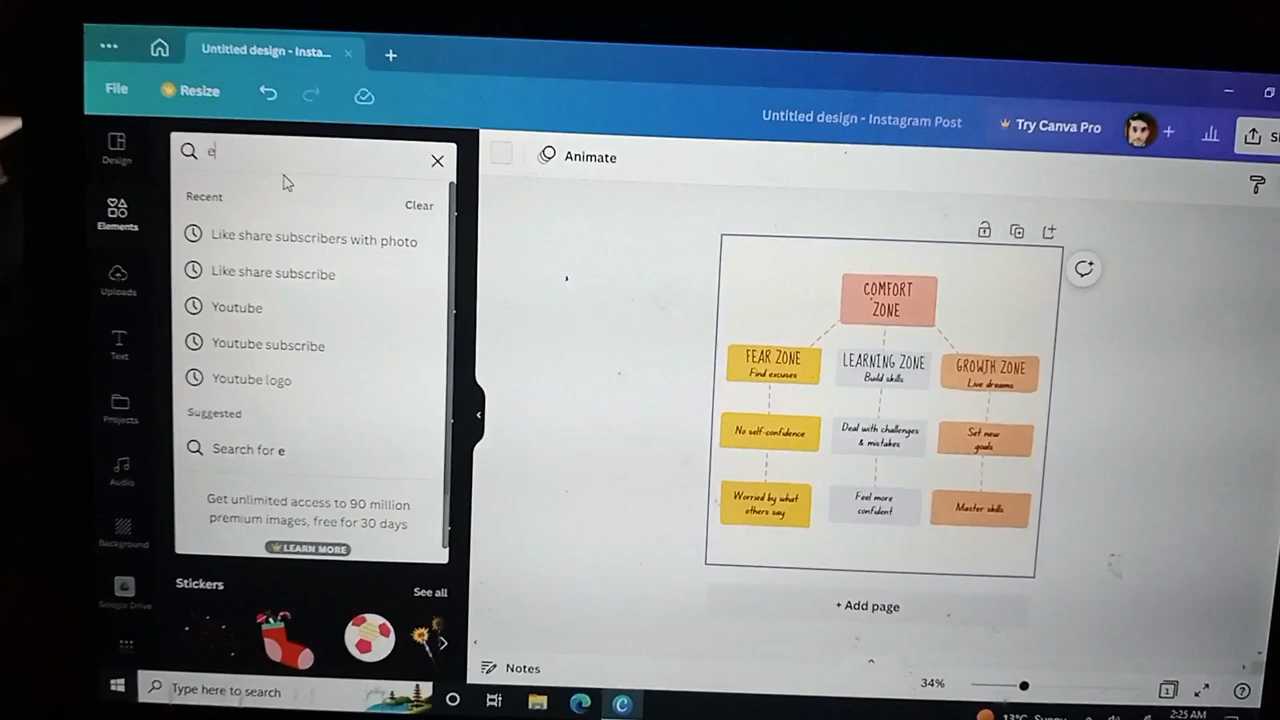 Untitled design - Insta...
File
Resize
Untitled design - Instagram Post
Try Canva Pro
Design
Elements
Uploads
Text
Projects
Audio
Background
Google Drive
e
Recent
Clear
Like share subscribers with photo
Like share subscribe
Youtube
Youtube subscribe
Youtube logo
Suggested
Search for e
Get unlimited access to 90 million
premium images, free for 30 days
LEARN MORE
Stickers
See all
Animate
COMFORT
ZONE
FEAR ZONE
Find excuses
LEARNING ZONE
Build skills
GROWTH ZONE
Live dreams
No self-confidence
Deal with challenges
& mistakes
Set new
goals
Worried by what
others say
Feel more
confident
Master skills
+ Add page
Notes
34%
1
Type here to search
13°C Sunny
2:25 AM